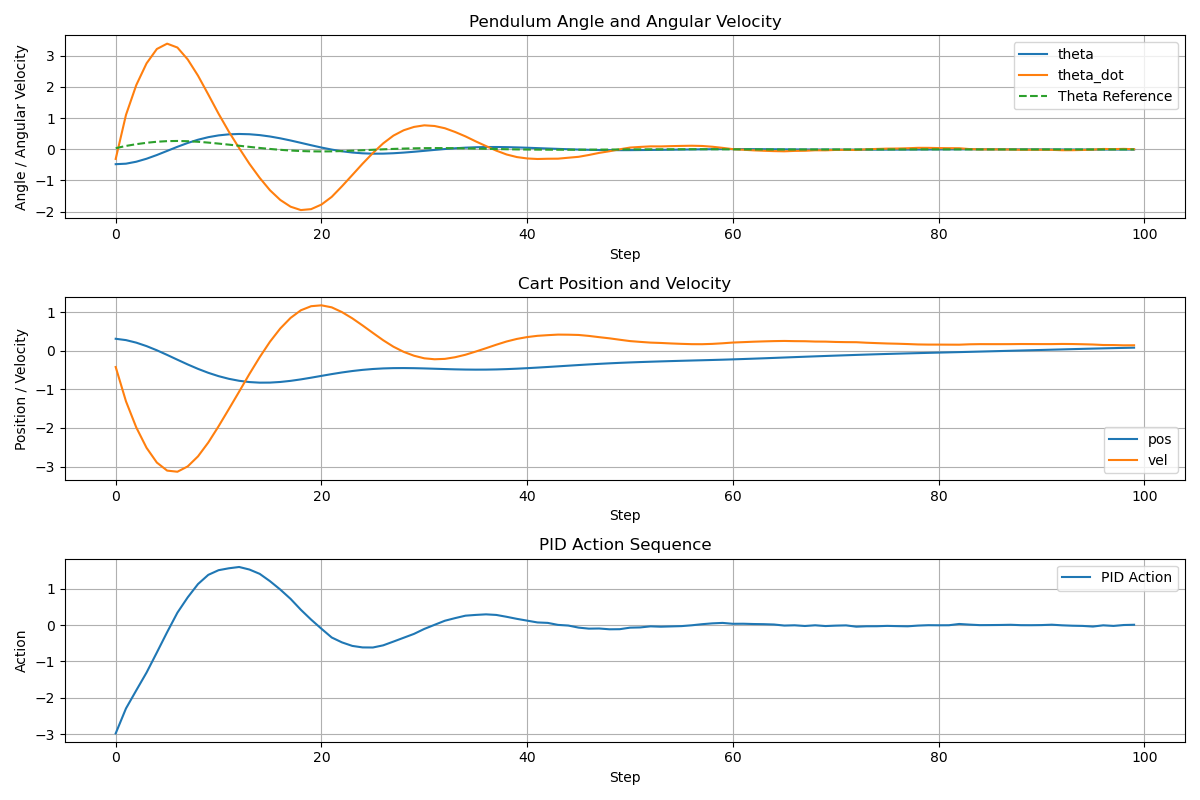 Pendulum Angle and Angular Velocity
Angle / Angular Velocity
3
2
1
0
−1
−2
theta
theta_dot
Theta Reference
0
20
40
60
80
100
Step
Cart Position and Velocity
Position / Velocity
1
0
−1
−2
−3
pos
vel
0
20
40
60
80
100
Step
PID Action Sequence
Action
1
0
−1
−2
−3
PID Action
0
20
40
60
80
100
Step